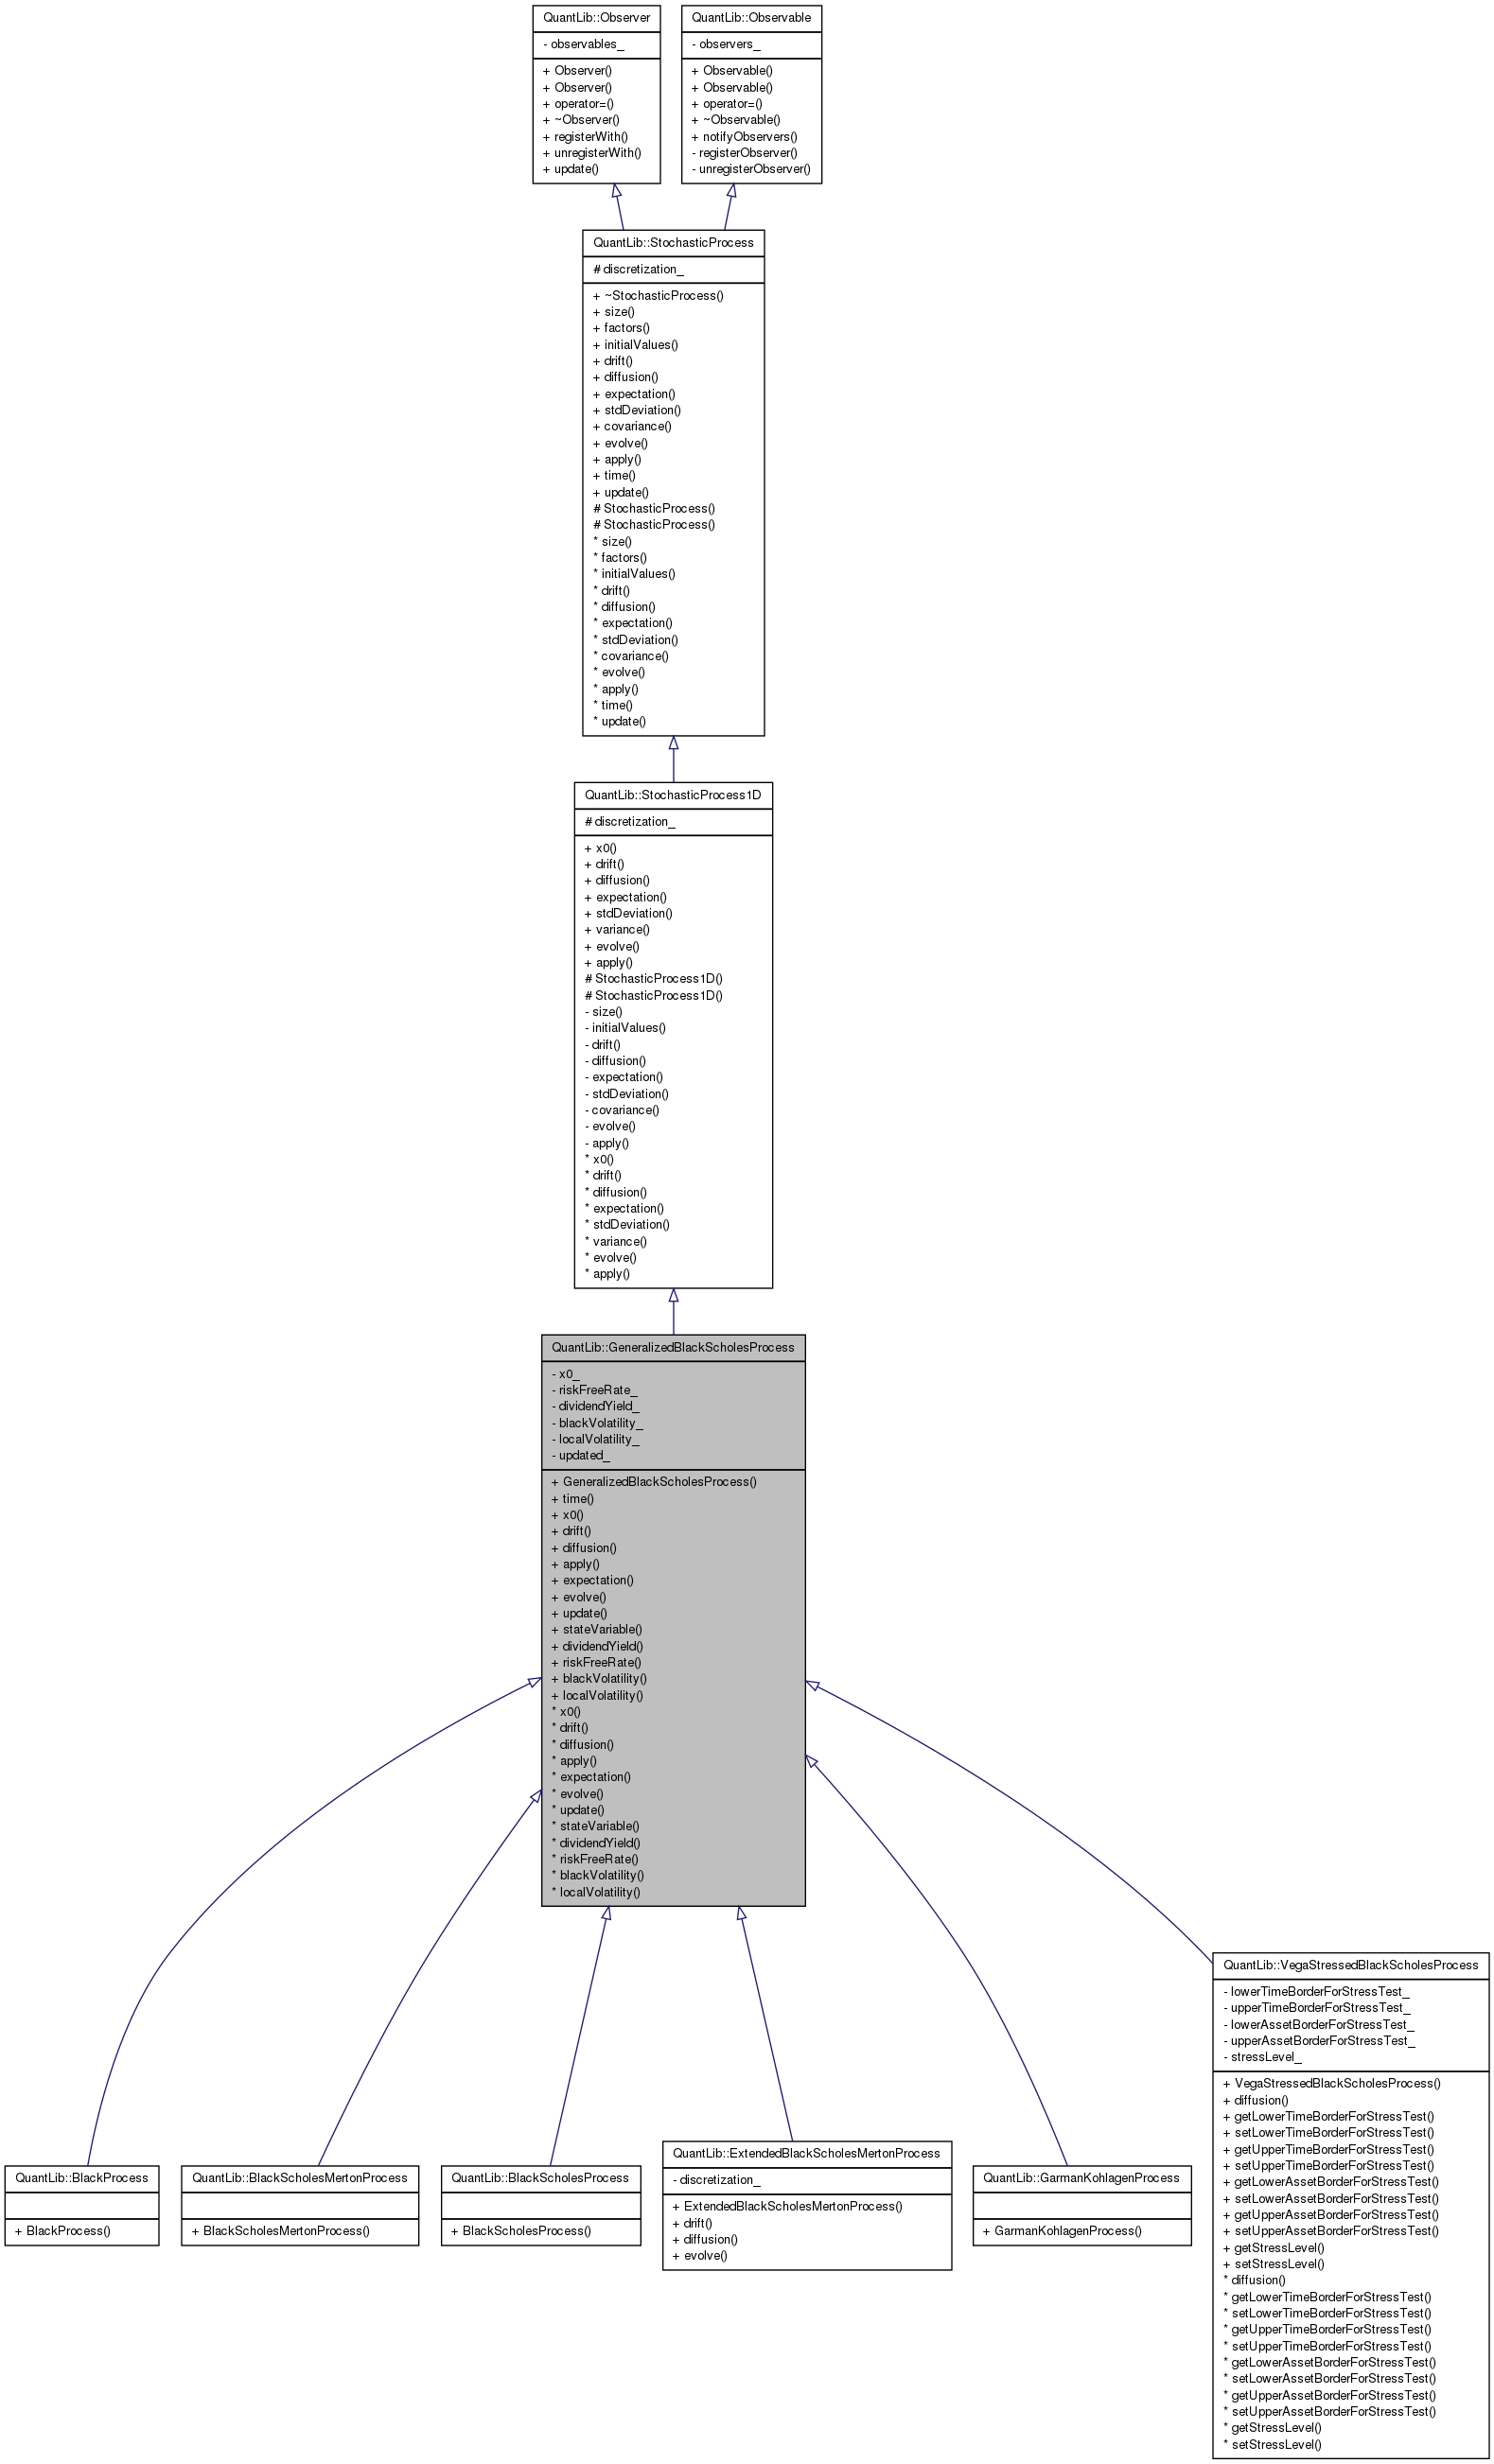 QuantLib::Observer
- observables_
+ Observer()
+ Observer()
+ operator=()
+ ~Observer()
+ registerWith()
+ unregisterWith()
+ update()
QuantLib::Observable
- observers_
+ Observable()
+ Observable()
+ operator=()
+ ~Observable()
+ notifyObservers()
- registerObserver()
- unregisterObserver()
QuantLib::StochasticProcess
# discretization_
+ ~StochasticProcess()
+ size()
+ factors()
+ initialValues()
+ drift()
+ diffusion()
+ expectation()
+ stdDeviation()
+ covariance()
+ evolve()
+ apply()
+ time()
+ update()
# StochasticProcess()
# StochasticProcess()
* size()
* factors()
* initialValues()
* drift()
* diffusion()
* expectation()
* stdDeviation()
* covariance()
* evolve()
* apply()
* time()
* update()
QuantLib::StochasticProcess1D
# discretization_
+ x0()
+ drift()
+ diffusion()
+ expectation()
+ stdDeviation()
+ variance()
+ evolve()
+ apply()
# StochasticProcess1D()
# StochasticProcess1D()
- size()
- initialValues()
- drift()
- diffusion()
- expectation()
- stdDeviation()
- covariance()
- evolve()
- apply()
* x0()
* drift()
* diffusion()
* expectation()
* stdDeviation()
* variance()
* evolve()
* apply()
QuantLib::GeneralizedBlackScholesProcess
- x0_
- riskFreeRate_
- dividendYield_
- blackVolatility_
- localVolatility_
- updated_
+ GeneralizedBlackScholesProcess()
+ time()
+ x0()
+ drift()
+ diffusion()
+ apply()
+ expectation()
+ evolve()
+ update()
+ stateVariable()
+ dividendYield()
+ riskFreeRate()
+ blackVolatility()
+ localVolatility()
* x0()
* drift()
* diffusion()
* apply()
* expectation()
* evolve()
* update()
* stateVariable()
* dividendYield()
* riskFreeRate()
* blackVolatility()
* localVolatility()
QuantLib::BlackProcess
+ BlackProcess()
QuantLib::BlackScholesMertonProcess
+ BlackScholesMertonProcess()
QuantLib::BlackScholesProcess
+ BlackScholesProcess()
QuantLib::ExtendedBlackScholesMertonProcess
- discretization_
+ ExtendedBlackScholesMertonProcess()
+ drift()
+ diffusion()
+ evolve()
QuantLib::GarmanKohlagenProcess
+ GarmanKohlagenProcess()
QuantLib::VegaStressedBlackScholesProcess
- lowerTimeBorderForStressTest_
- upperTimeBorderForStressTest_
- lowerAssetBorderForStressTest_
- upperAssetBorderForStressTest_
- stressLevel_
+ VegaStressedBlackScholesProcess()
+ diffusion()
+ getLowerTimeBorderForStressTest()
+ setLowerTimeBorderForStressTest()
+ getUpperTimeBorderForStressTest()
+ setUpperTimeBorderForStressTest()
+ getLowerAssetBorderForStressTest()
+ setLowerAssetBorderForStressTest()
+ getUpperAssetBorderForStressTest()
+ setUpperAssetBorderForStressTest()
+ getStressLevel()
+ setStressLevel()
* diffusion()
* getLowerTimeBorderForStressTest()
* setLowerTimeBorderForStressTest()
* getUpperTimeBorderForStressTest()
* setUpperTimeBorderForStressTest()
* getLowerAssetBorderForStressTest()
* setLowerAssetBorderForStressTest()
* getUpperAssetBorderForStressTest()
* setUpperAssetBorderForStressTest()
* getStressLevel()
* setStressLevel()